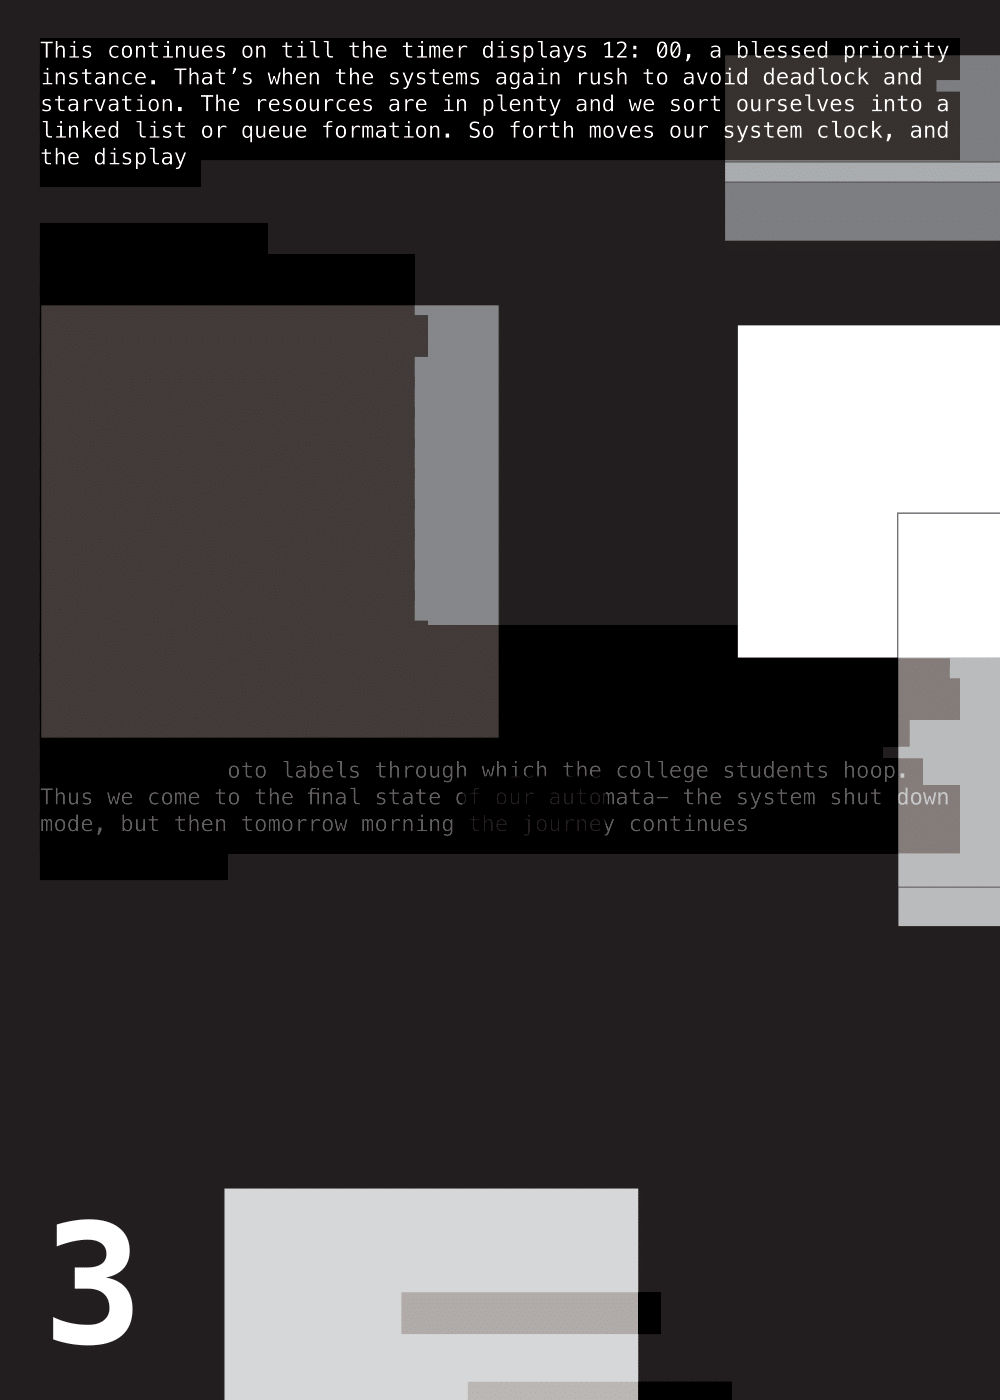 This continues on till the timer displays 12: 00, a blessed priority
instance. That’s when the systems again rush to avoid deadlock and
starvation. The resources are in plenty and we sort ourselves into a
linked list or queue formation. So forth moves our system clock, and
the display
oto labels through which the college students hoop.
Thus we come to the final state of our automata— the system shut down
mode, but then tomorrow morning the journey continues
3